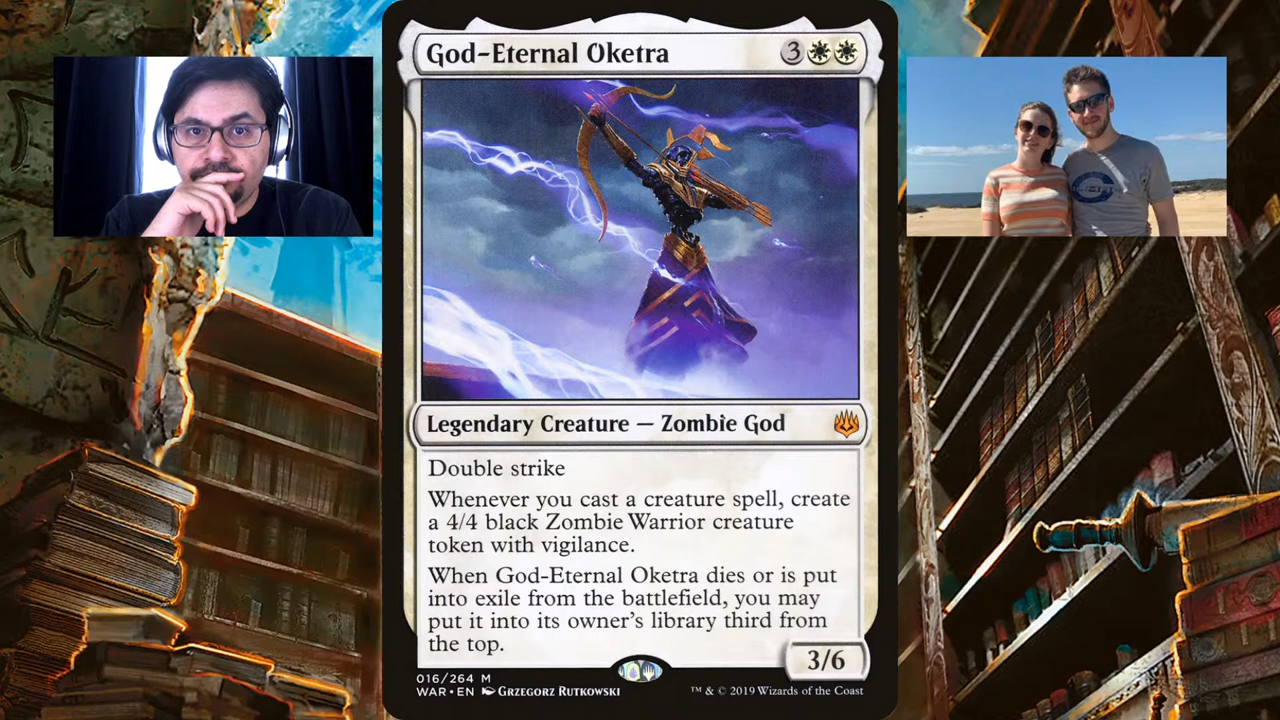 God-Eternal Oketra 3
Legendary Creature — Zombie God
Double strike
Whenever you cast a creature spell, create
a 4/4 black Zombie Warrior creature
token with vigilance.
When God-Eternal Oketra dies or is put
into exile from the battlefield, you may
put it into its owner's library third from
the top.
3/6
016/264 M
WAR • EN Grzegorz Rutkowski
™ & © 2019 Wizards of the Coast